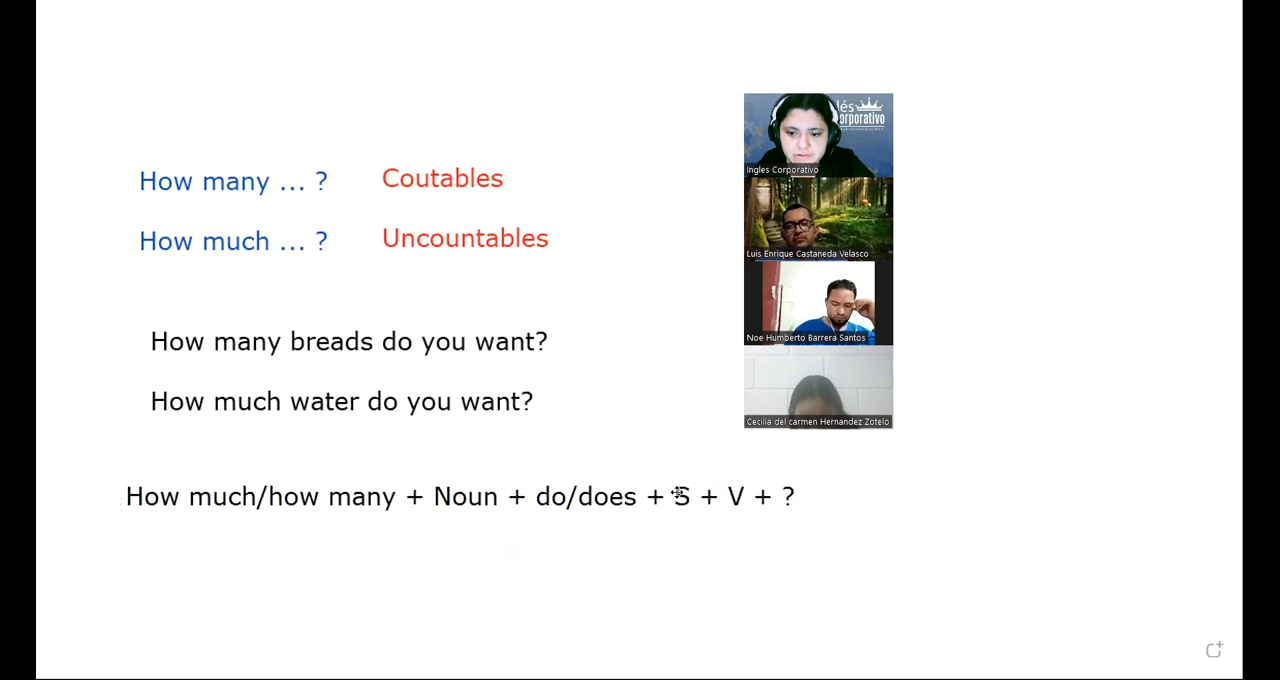 How many ... ? Coutables
How much ... ? Uncountables
How many breads do you want?
How much water do you want?
How much/how many + Noun + do/does + S + V + ?
és
orporativo
Ingles Corporativo
Luis Enrique Castaneda Velasco
Noe Humberto Barrera Santos
Cecilia del carmen Hernandez Zotelo